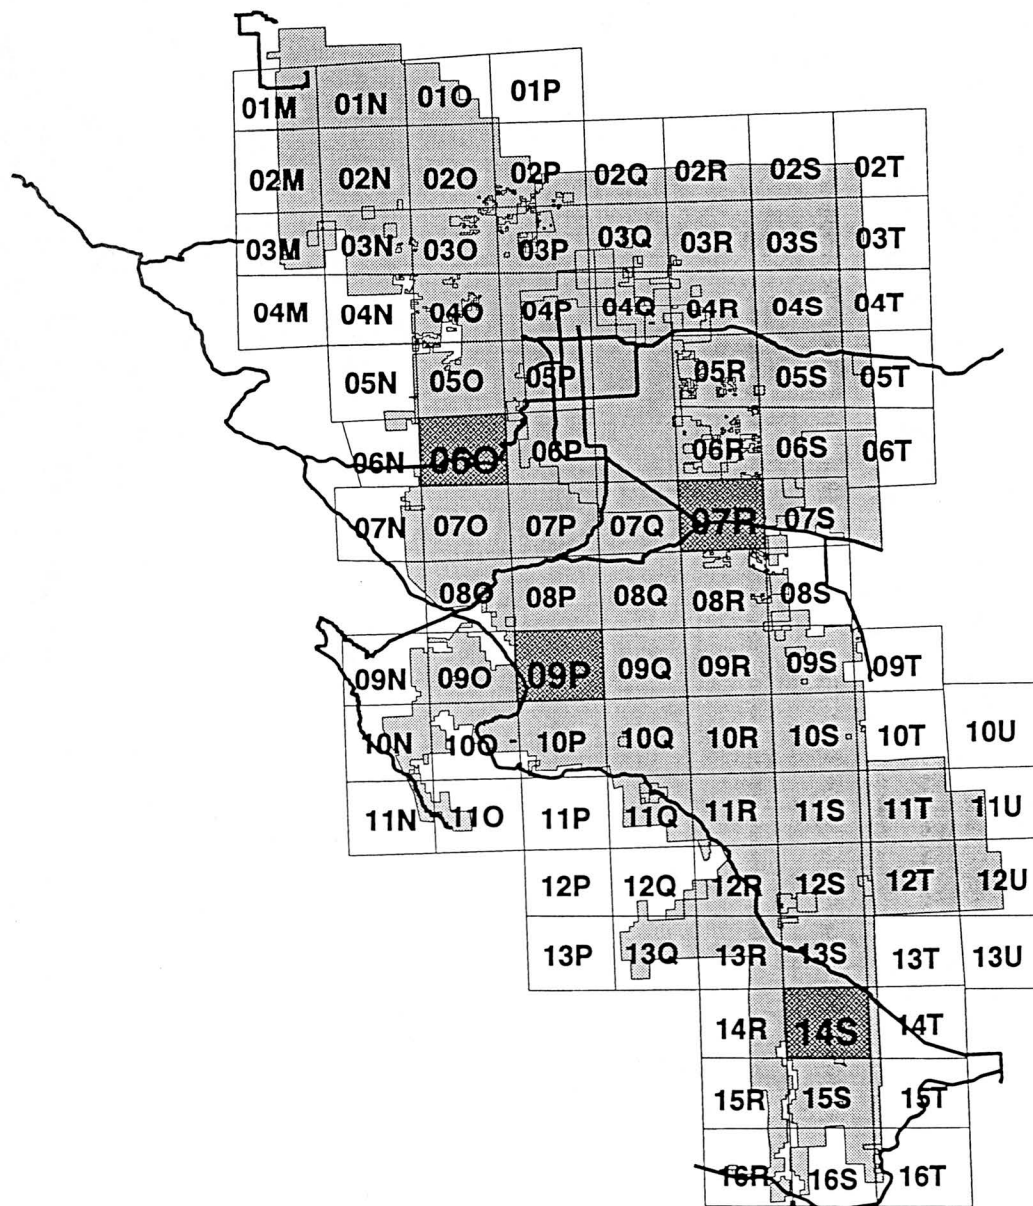 01M 01N 01O 01P
02M 02N 02O 02P 02Q 02R 02S 02T
03M 03N 03O 03P 03Q 03R 03S 03T
04M 04N 04O 04P 04Q 04R 04S 04T
05N 05O 05P 05R 05S 05T
06N 06O 06P 06R 06S 06T
07N 07O 07P 07Q 07R 07S
08O 08P 08Q 08R 08S
09N 09O 09P 09Q 09R 09S 09T
10N 10O 10P 10Q 10R 10S 10T 10U
11N 11O 11P 11Q 11R 11S 11T 11U
12P 12Q 12R 12S 12T 12U
13P 13Q 13R 13S 13T 13U
14R 14S 14T
15R 15S 15T
16R 16S 16T